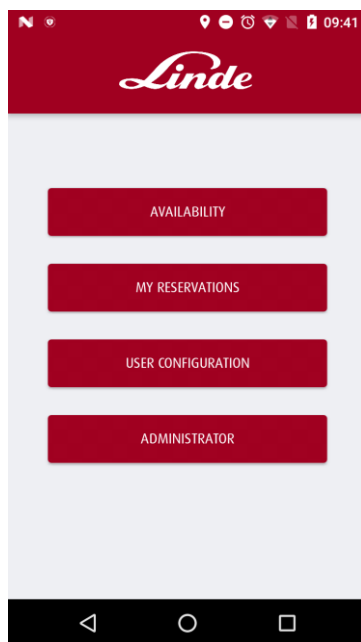 09:41
Linde
AVAILABILITY
MY RESERVATIONS
USER CONFIGURATION
ADMINISTRATOR